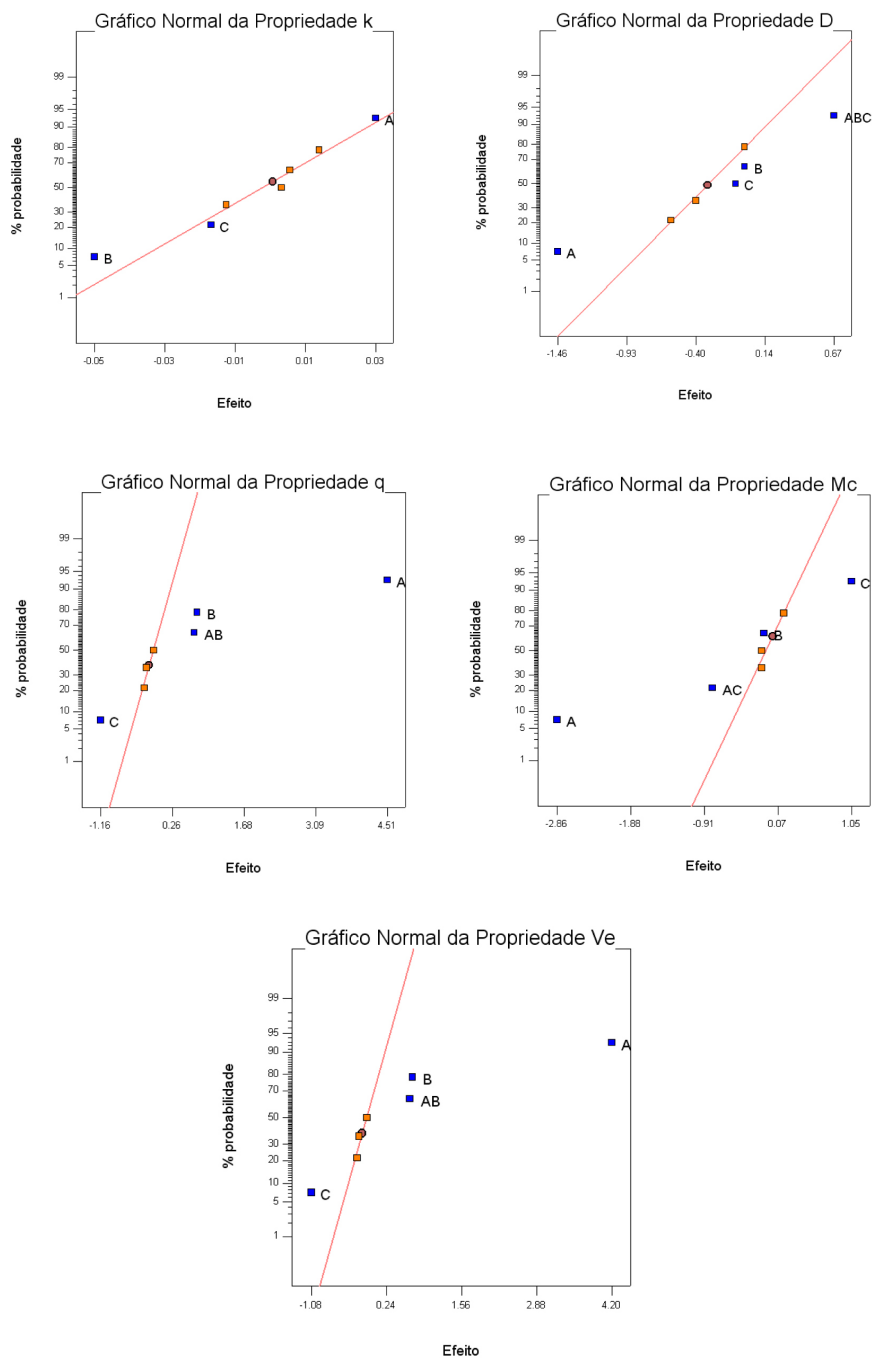 Gráfico Normal da Propriedade k
% probabilidade
99
95
90
80
70
50
30
20
10
5
1
A
C
B
-0.05
-0.03
-0.01
0.01
0.03
Efeito
Gráfico Normal da Propriedade D
% probabilidade
99
95
90
80
70
50
30
20
10
5
1
ABC
B
C
A
-1.46
-0.93
-0.40
0.14
0.67
Efeito
Gráfico Normal da Propriedade q
% probabilidade
99
95
90
80
70
50
30
20
10
5
1
A
B
AB
C
-1.16
0.26
1.68
3.09
4.51
Efeito
Gráfico Normal da Propriedade Mc
% probabilidade
99
95
90
80
70
50
30
20
10
5
1
C
B
AC
A
-2.86
-1.88
-0.91
0.07
1.05
Efeito
Gráfico Normal da Propriedade Ve
% probabilidade
99
95
90
80
70
50
30
20
10
5
1
A
B
AB
C
-1.08
0.24
1.56
2.88
4.20
Efeito